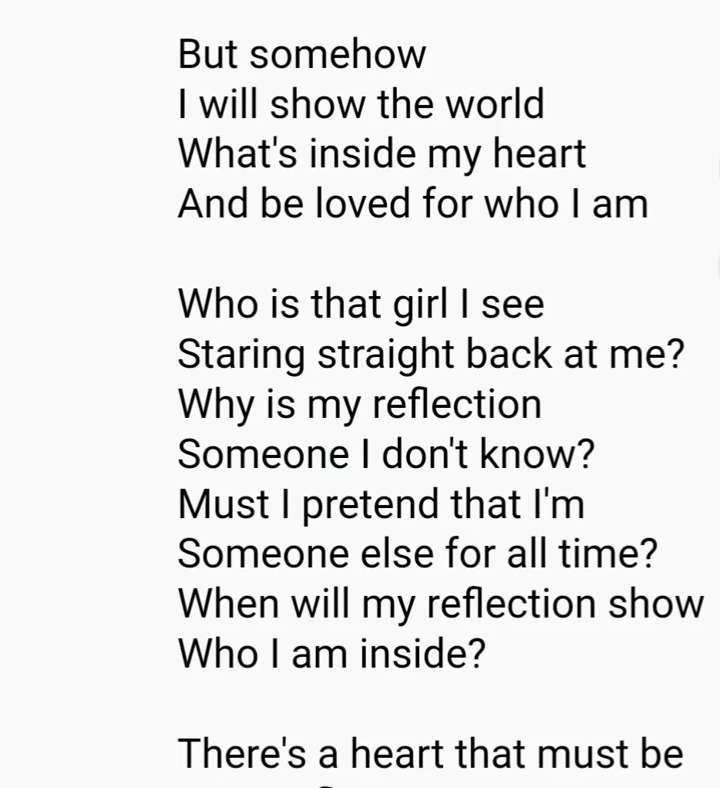 But somehow
I will show the world
What's inside my heart
And be loved for who I am
Who is that girl I see
Staring straight back at me?
Why is my reflection
Someone I don't know?
Must I pretend that I'm
Someone else for all time?
When will my reflection show
Who I am inside?
There's a heart that must be